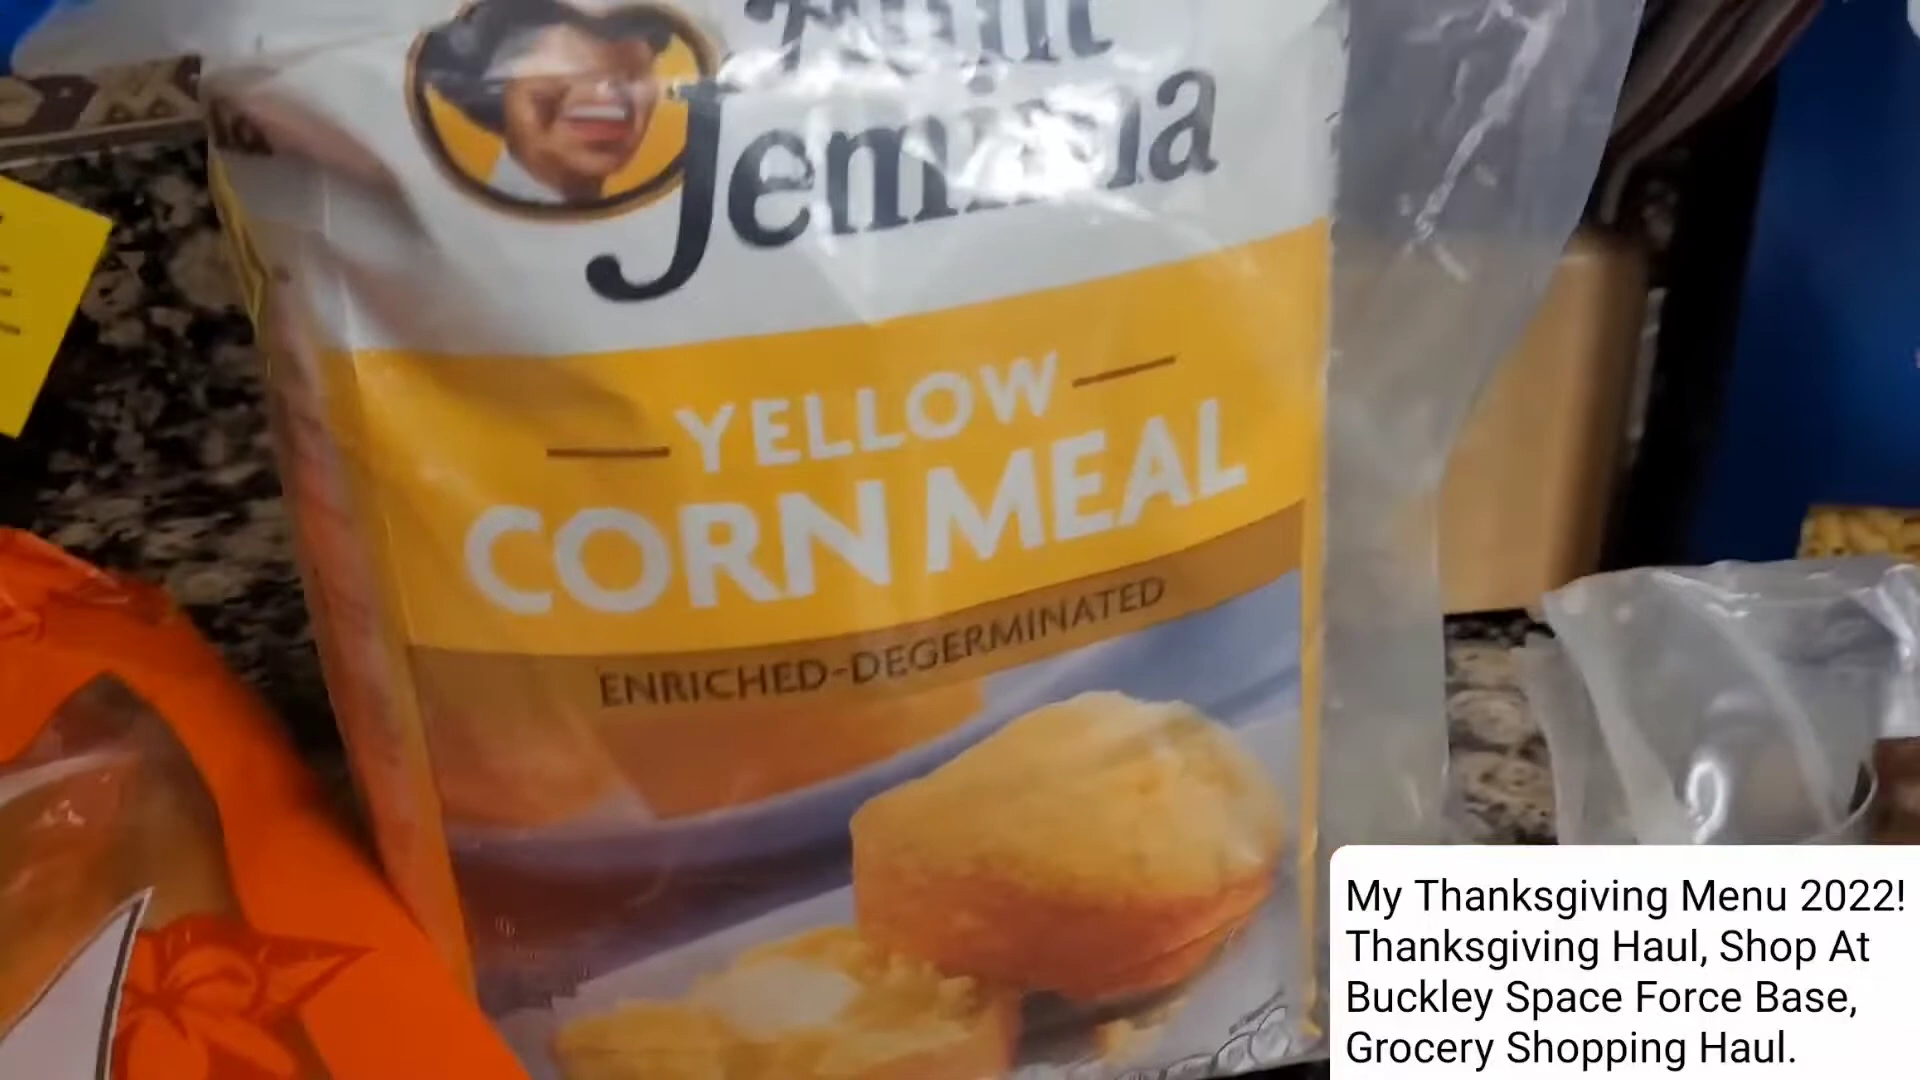 Aunt
Jemima
YELLOW
CORN MEAL
ENRICHED-DEGERMINATED
My Thanksgiving Menu 2022!
Thanksgiving Haul, Shop At
Buckley Space Force Base,
Grocery Shopping Haul.